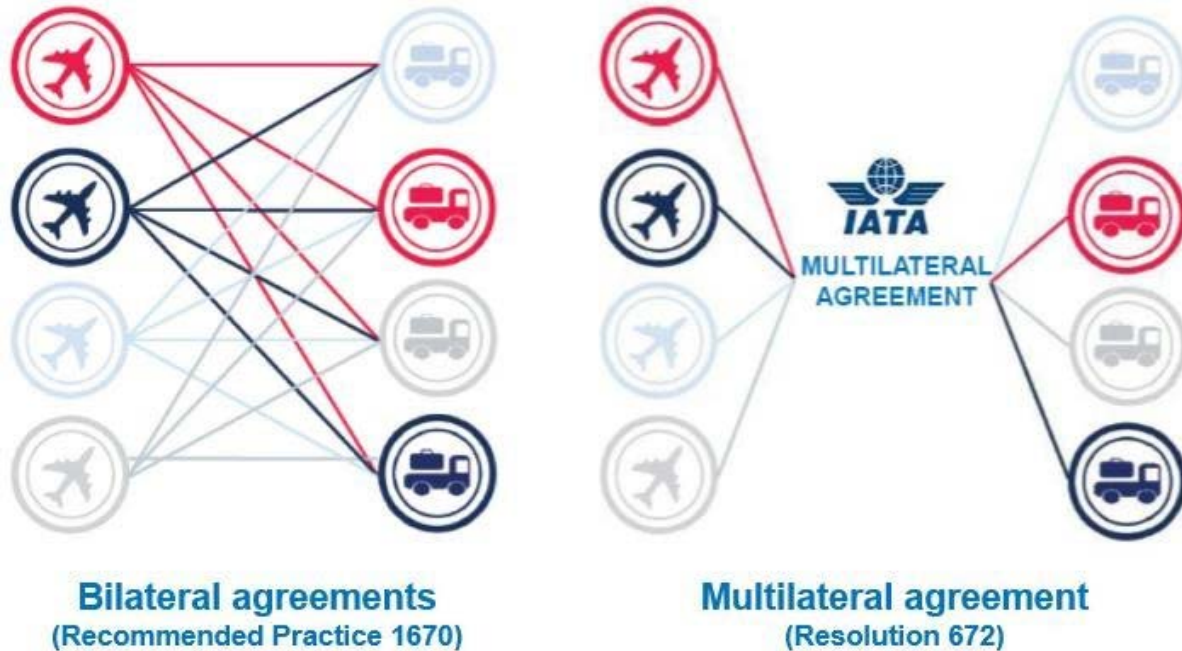 IATA
MULTILATERAL
AGREEMENT
Bilateral agreements
(Recommended Practice 1670)
Multilateral agreement
(Resolution 672)